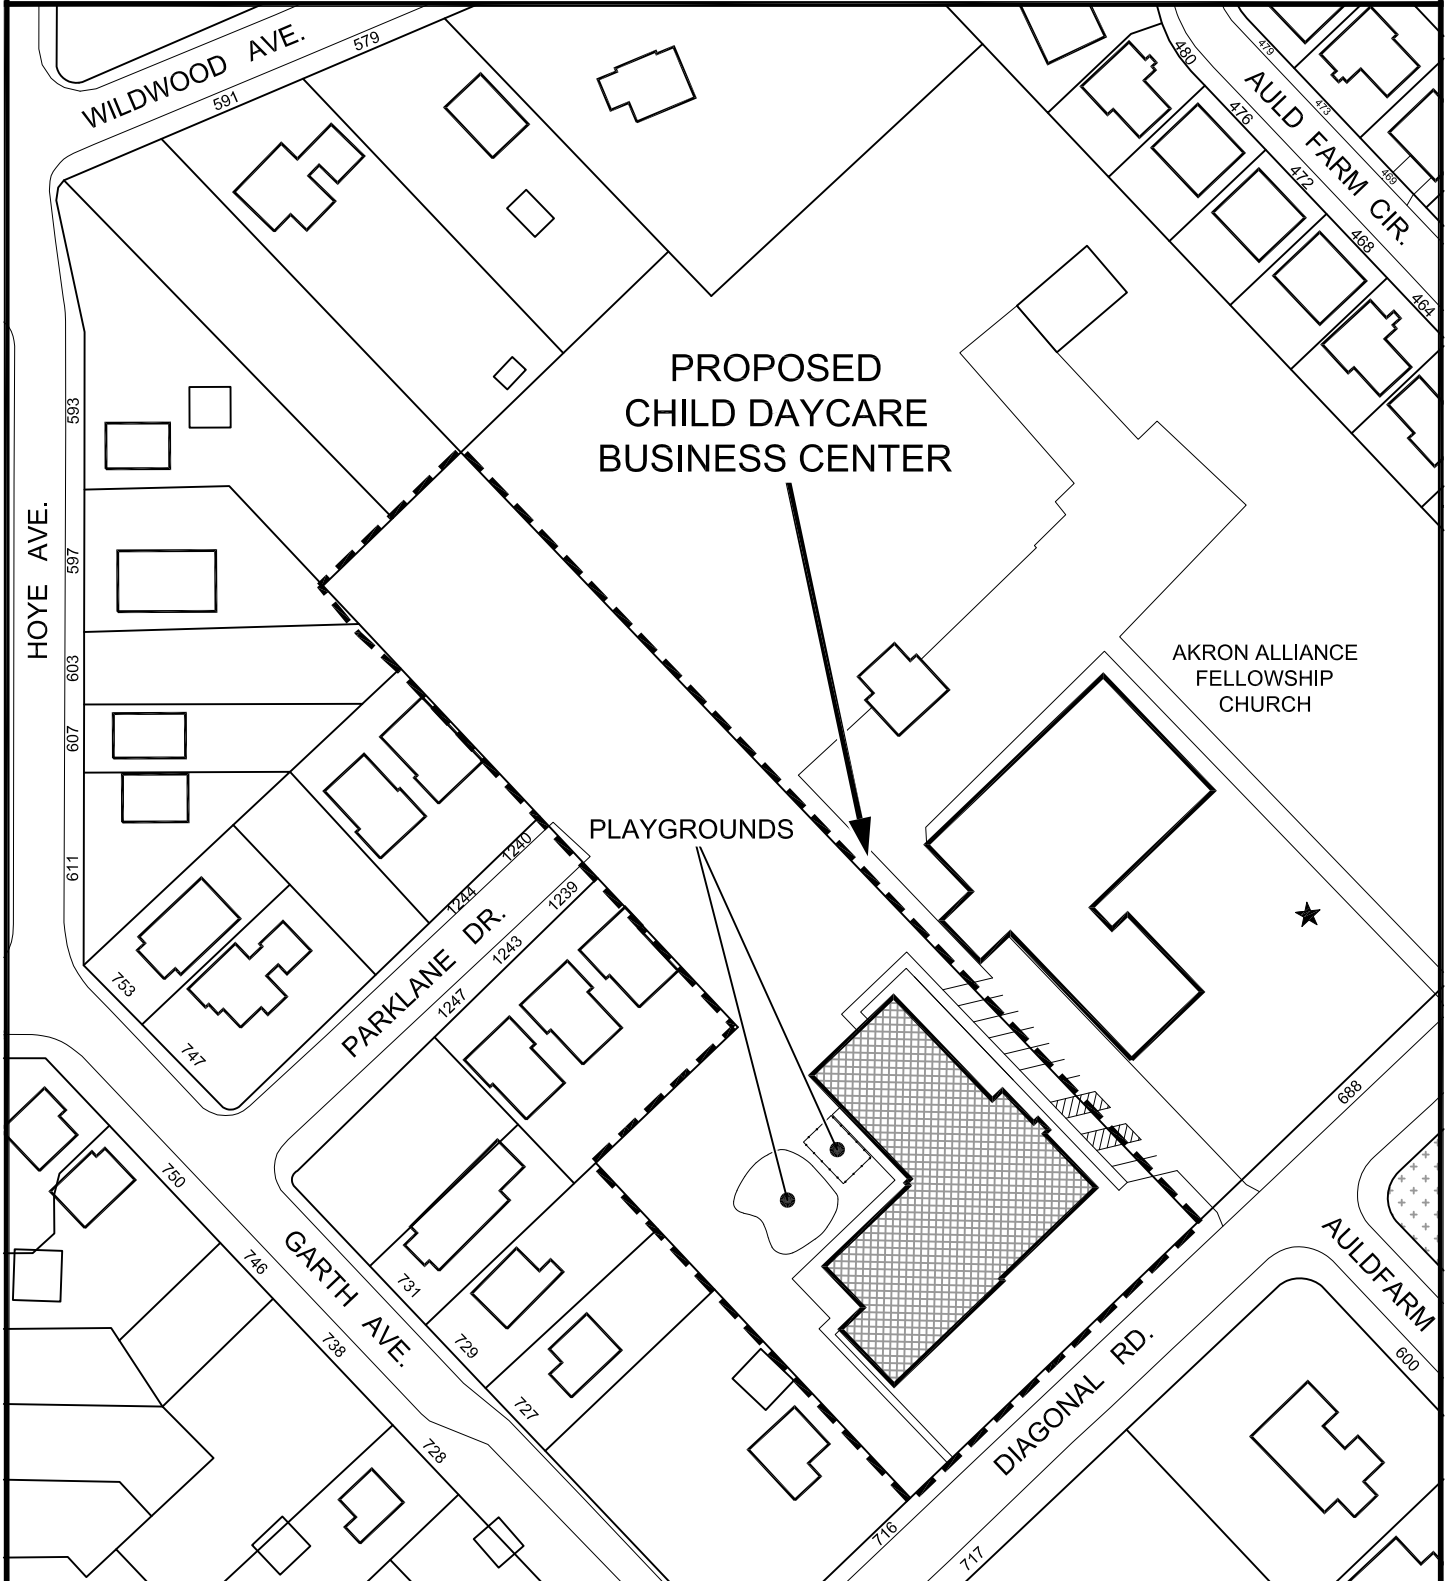 WILDWOOD AVE.
579
591
480
479
AULD FARM CIR.
476
473
472
469
468
464
PROPOSED
CHILD DAYCARE
BUSINESS CENTER
593
HOYE AVE.
597
603
607
611
AKRON ALLIANCE
FELLOWSHIP
CHURCH
PLAYGROUNDS
1240
1244
1239
1243
1247
PARKLANE DR.
753
747
688
750
746
738
728
GARTH AVE.
731
729
727
AULDFARM
600
DIAGONAL RD.
716
717